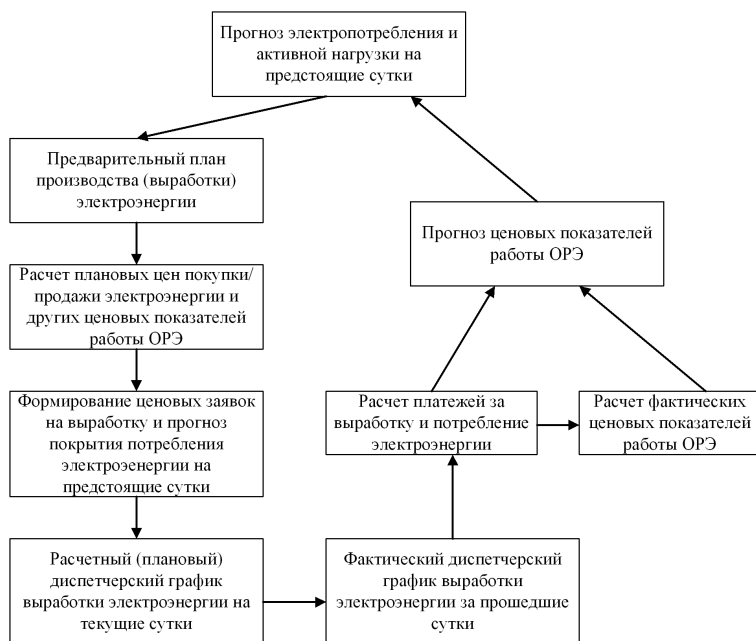 Прогноз электропотребления и
активной нагрузки на
предстоящие сутки
Предварительный план
производства (выработки)
электроэнергии
Прогноз ценовых показателей
работы ОРЭ
Расчет плановых цен покупки/
продажи электроэнергии и
других ценовых показателей
работы ОРЭ
Формирование ценовых заявок
на выработку и прогноз
покрытия потребления
электроэенергии на
предстоящие сутки
Расчет платежей за
выработку и потребление
электроэнергии
Расчет фактических
ценовых показателей
работы ОРЭ
Расчетный (плановый)
диспетчерский график
выработки электроэнергии на
текущие сутки
Фактический диспетчерский
график выработки
электроэнергии за прошедшие
сутки